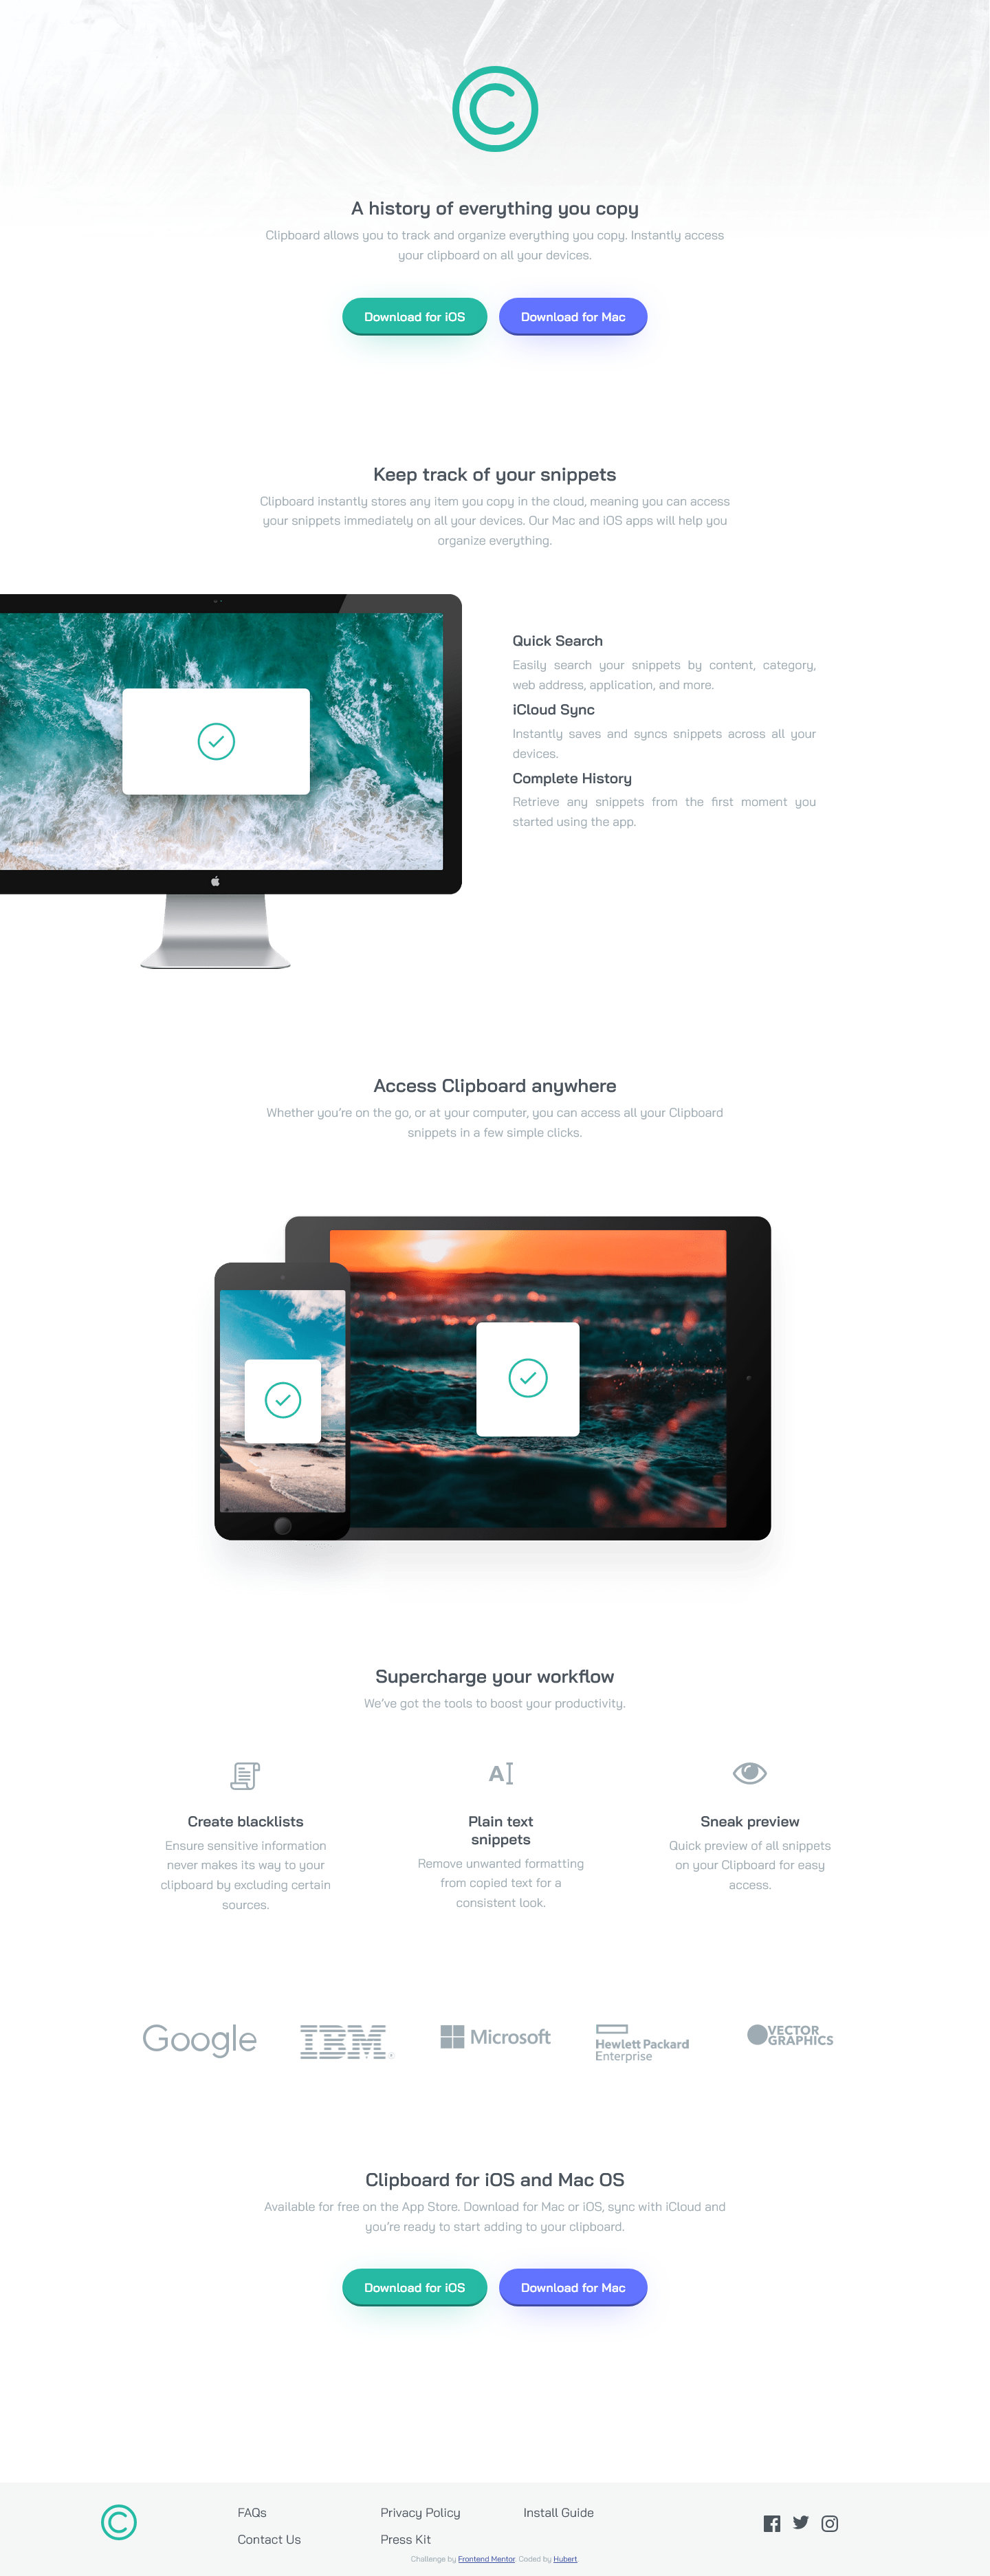 A history of everything you copy
Clipboard allows you to track and organize everything you copy. Instantly access
your clipboard on all your devices.
Download for iOS
Download for Mac
Keep track of your snippets
Clipboard instantly stores any item you copy in the cloud, meaning you can access
your snippets immediately on all your devices. Our Mac and iOS apps will help you
organize everything.
Quick Search
Easily search your snippets by content, category,
web address, application, and more.
iCloud Sync
Instantly saves and syncs snippets across all your
devices.
Complete History
Retrieve any snippets from the first moment you
started using the app.
Access Clipboard anywhere
Whether you’re on the go, or at your computer, you can access all your Clipboard
snippets in a few simple clicks.
Supercharge your workflow
We’ve got the tools to boost your productivity.
Create blacklists
Ensure sensitive information
never makes its way to your
clipboard by excluding certain
sources.
A
Plain text
snippets
Remove unwanted formatting
from copied text for a
consistent look.
Sneak preview
Quick preview of all snippets
on your Clipboard for easy
access.
Google
IBM
Microsoft
Hewlett Packard
Enterprise
VECTOR
GRAPHICS
Clipboard for iOS and Mac OS
Available for free on the App Store. Download for Mac or iOS, sync with iCloud and
you’re ready to start adding to your clipboard.
Download for iOS
Download for Mac
FAQs
Contact Us
Privacy Policy
Press Kit
Install Guide
Challenge by Frontend Mentor. Coded by Hubert.